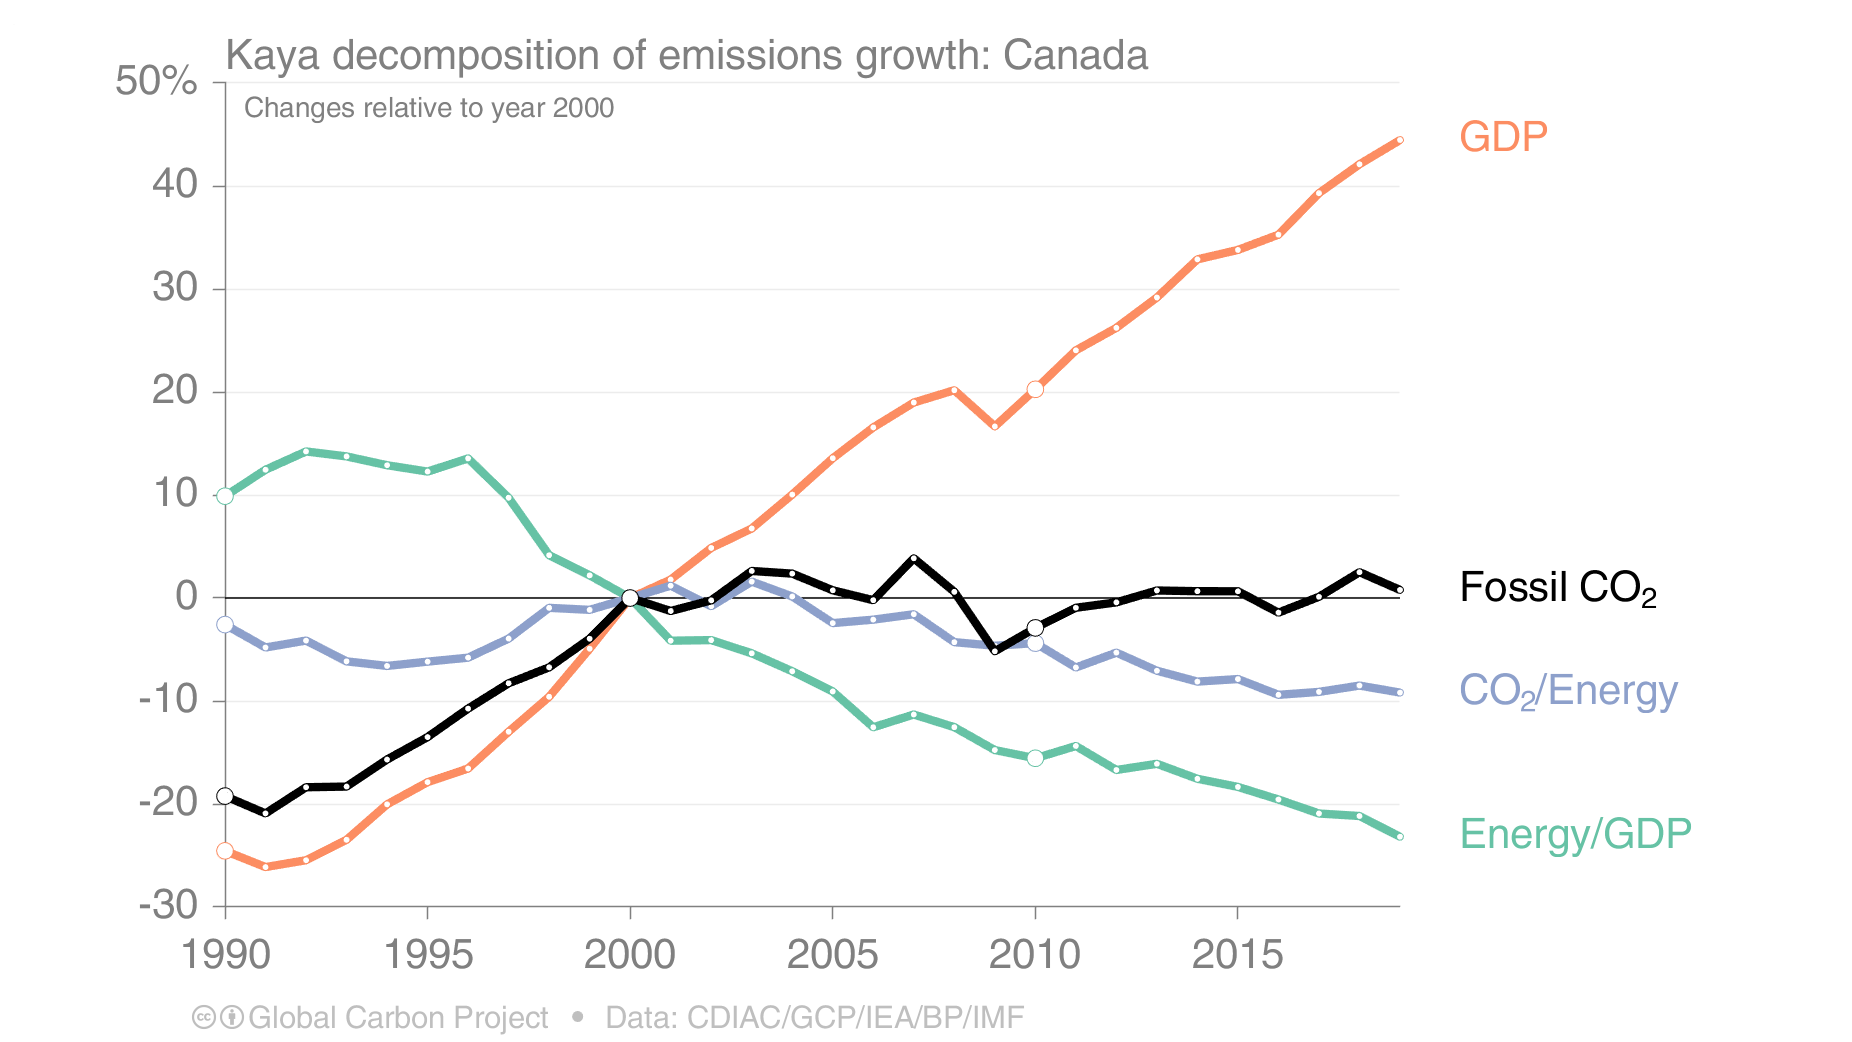 Kaya decomposition of emissions growth: Canada
50%
Changes relative to year 2000
GDP
40
30
20
10
0
Fossil CO₂
CO₂/Energy
-10
-20
Energy/GDP
-30
1990 1995 2000 2005 2010 2015
cc Global Carbon Project • Data: CDIAC/GCP/IEA/BP/IMF